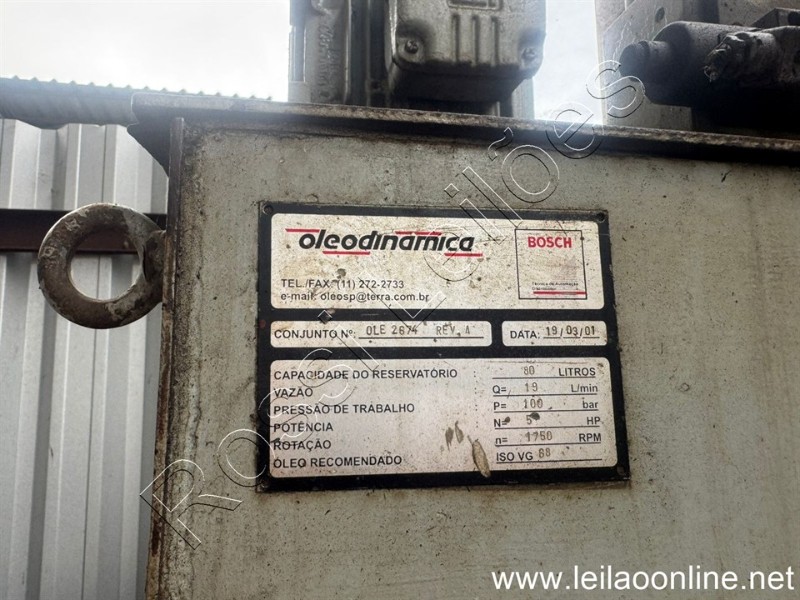 oleodinâmica
BOSCH
TEL./FAX: (11) 272-2733
e-mail: oleosp@terra.com.br
CONJUNTO Nº: OLE 2674 REV. A
DATA: 19/03/01
CAPACIDADE DO RESERVATÓRIO : 80 LITROS
VAZÃO Q= 19 L/min
PRESSÃO DE TRABALHO P= 100 bar
POTÊNCIA N= 5 HP
ROTAÇÃO n= 1750 RPM
ÓLEO RECOMENDADO ISO VG 68
Rossi Leilões
www.leilaoonline.net